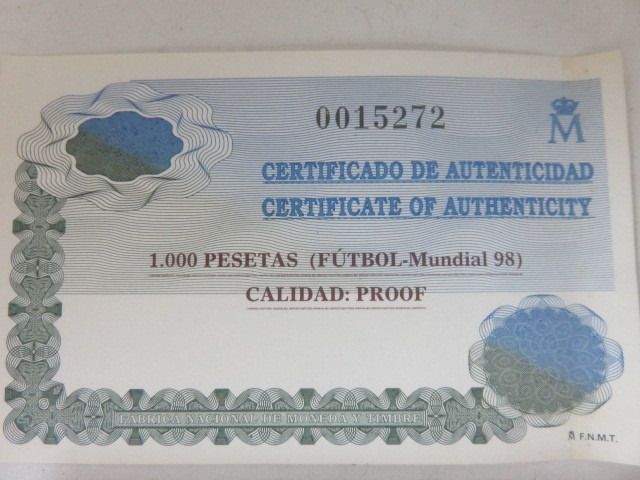 0015272
M
CERTIFICADO DE AUTENTICIDAD
CERTIFICATE OF AUTHENTICITY
1.000 PESETAS (FÚTBOL-Mundial 98)
CALIDAD: PROOF
FABRICA NACIONAL DE MONEDA Y TIMBRE
F.N.M.T.